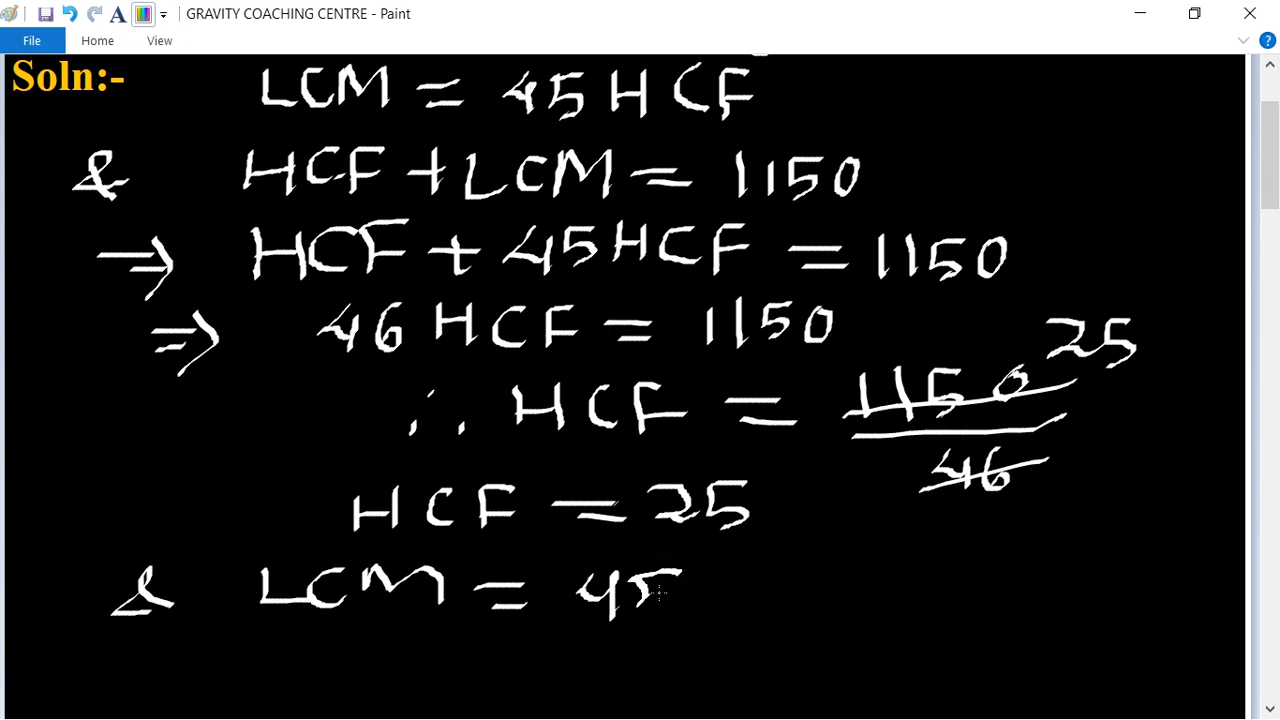 GRAVITY COACHING CENTRE - Paint
File Home View
Soln:-
LCM = 45 HCF
& HCF + LCM = 1150
⇒ HCF + 45 HCF = 1150
⇒ 46 HCF = 1150
∴ HCF = 1150 25
46
HCF = 25
& LCM = 45